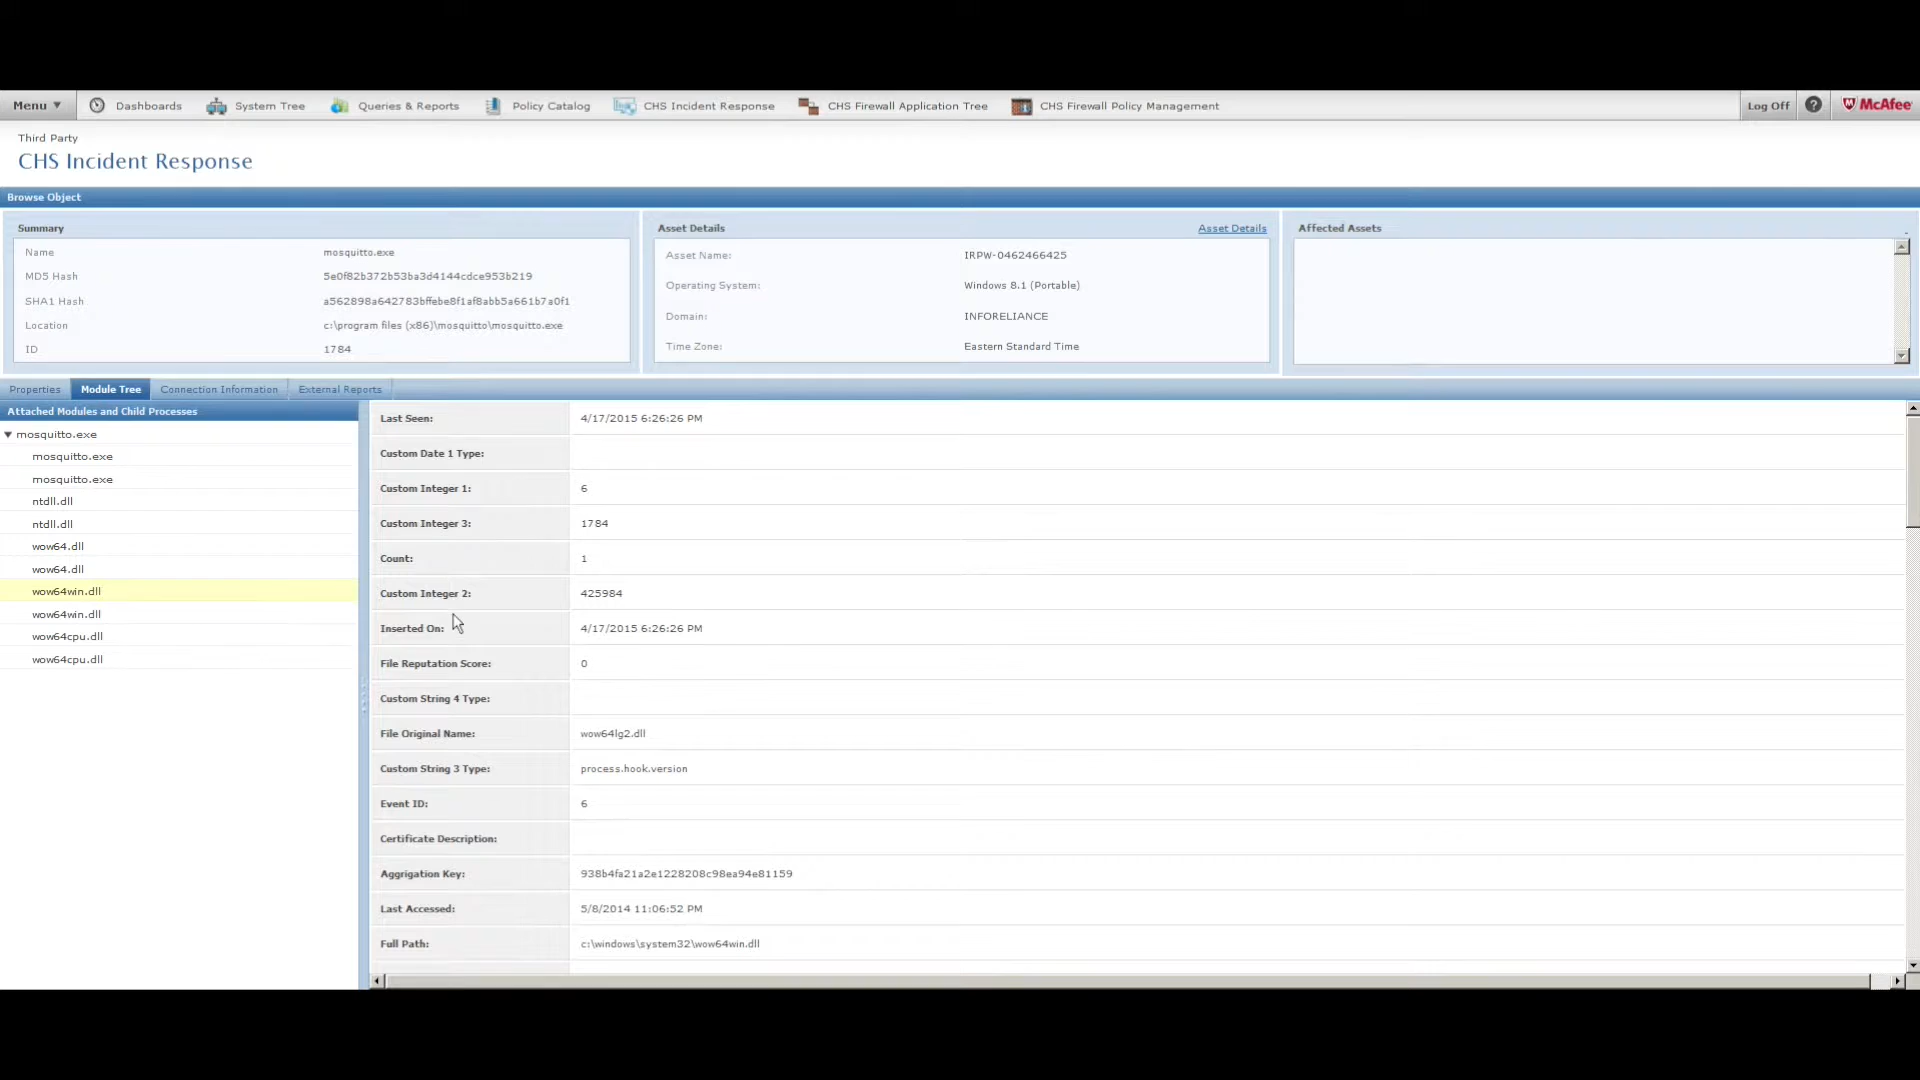 Menu ▼ Dashboards System Tree Queries & Reports Policy Catalog CHS Incident Response CHS Firewall Application Tree CHS Firewall Policy Management Log Off ? McAfee
Third Party
CHS Incident Response
Browse Object
Summary
Name mosquitto.exe
MD5 Hash 5e0f82b372b53ba3d4144cdce953b219
SHA1 Hash a562898a642783bffebe8f1af8abb5a661b7a0f1
Location c:\program files (x86)\mosquitto\mosquitto.exe
ID 1784
Asset Details Asset Details
Asset Name: IRPW-0462466425
Operating System: Windows 8.1 (Portable)
Domain: INFORELIANCE
Time Zone: Eastern Standard Time
Affected Assets
Properties Module Tree Connection Information External Reports
Attached Modules and Child Processes
mosquitto.exe
mosquitto.exe
mosquitto.exe
ntdll.dll
ntdll.dll
wow64.dll
wow64.dll
wow64win.dll
wow64win.dll
wow64cpu.dll
wow64cpu.dll
Last Seen: 4/17/2015 6:26:26 PM
Custom Date 1 Type:
Custom Integer 1: 6
Custom Integer 3: 1784
Count: 1
Custom Integer 2: 425984
Inserted On: 4/17/2015 6:26:26 PM
File Reputation Score: 0
Custom String 4 Type:
File Original Name: wow64lg2.dll
Custom String 3 Type: process.hook.version
Event ID: 6
Certificate Description:
Aggrigation Key: 938b4fa21a2e1228208c98ea94e81159
Last Accessed: 5/8/2014 11:06:52 PM
Full Path: c:\windows\system32\wow64win.dll